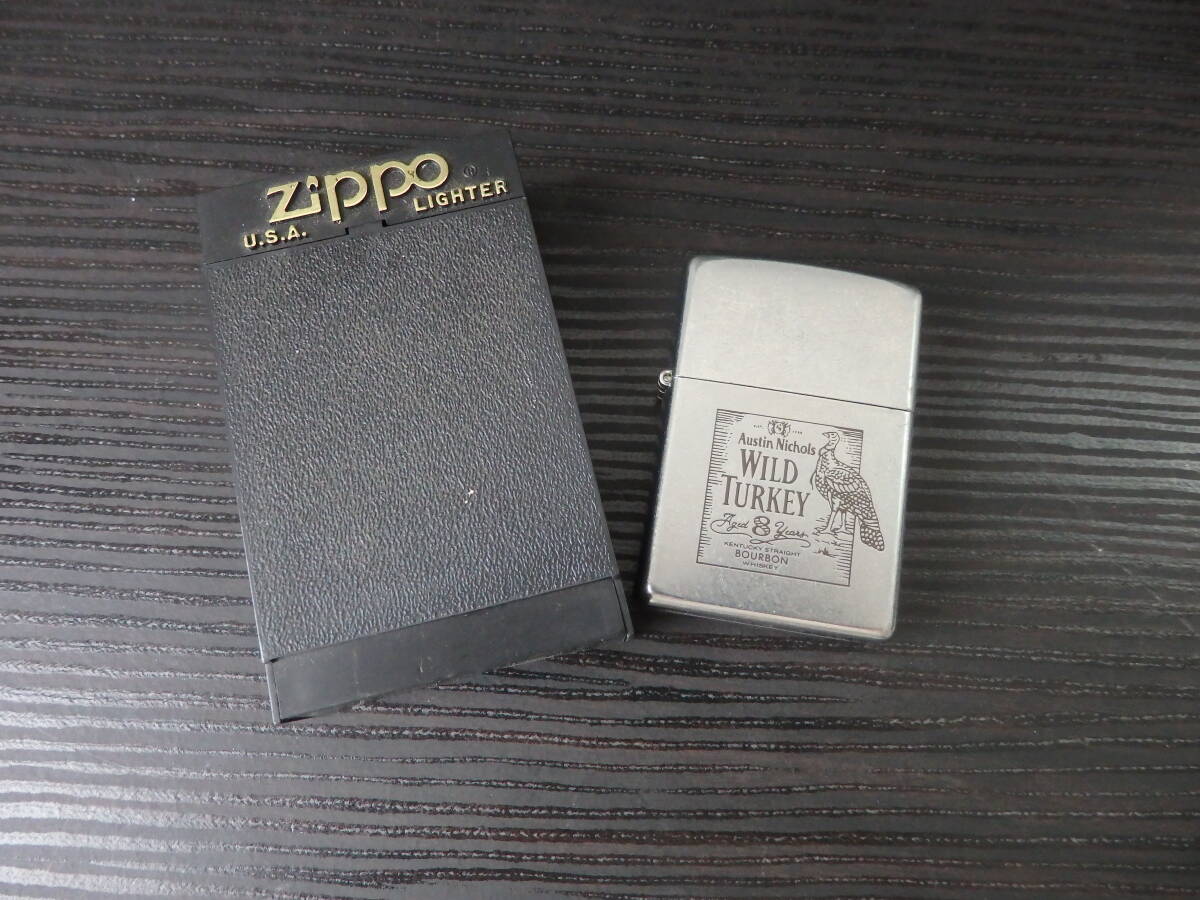 Zippo
U.S.A. LIGHTER
Austin Nichols
WILD
TURKEY
Aged 8 Years
KENTUCKY STRAIGHT
BOURBON
WHISKEY